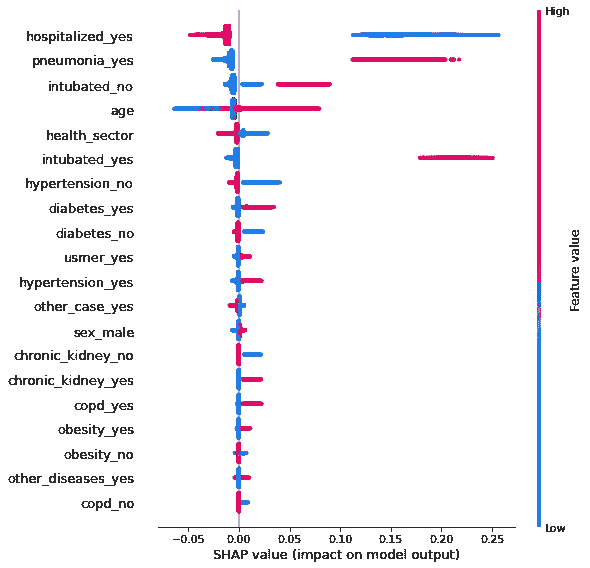 High
hospitalized_yes
pneumonia_yes
intubated_no
age
health_sector
intubated_yes
hypertension_no
diabetes_yes
diabetes_no
usmer_yes
hypertension_yes
other_case_yes
sex_male
chronic_kidney_no
chronic_kidney_yes
copd_yes
obesity_yes
obesity_no
other_diseases_yes
copd_no
Feature value
Low
−0.05 0.00 0.05 0.10 0.15 0.20 0.25
SHAP value (impact on model output)